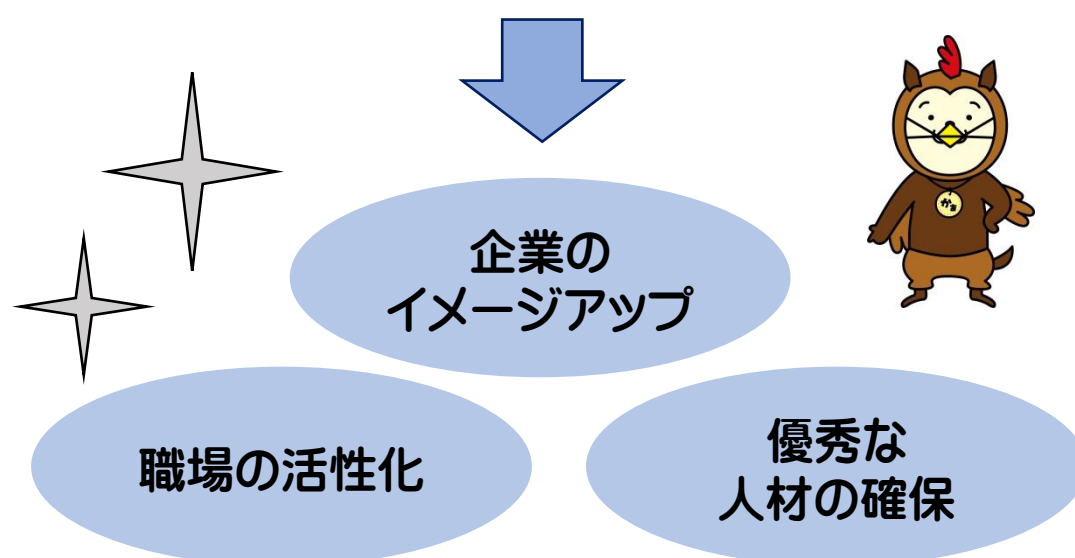 企業の
イメージアップ
職場の活性化
優秀な
人材の確保